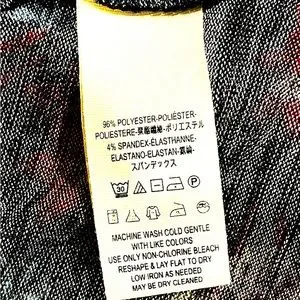 96% POLYESTER-POLIÉSTER-
POLIESTERE-聚酯纖維-ポリエステル
4% SPANDEX-ÉLASTHANNE-
ELASTANO-ELASTAN-氨綸-
スパンデックス
30 P
MACHINE WASH COLD GENTLE
WITH LIKE COLORS
USE ONLY NON-CHLORINE BLEACH
RESHAPE & LAY FLAT TO DRY
LOW IRON AS NEEDED
MAY BE DRY CLEANED